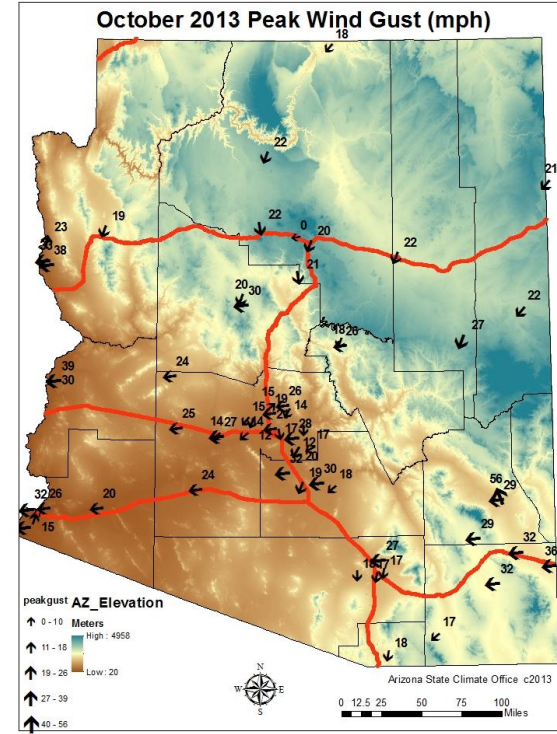 October 2013 Peak Wind Gust (mph)
18
22
21
23
19
22
0
20
38
22
21
20
30
22
27
18
26
39
30
24
15
19
26
14
25
14
27
15
28
17
17
12
12
20
32
30
19
18
24
56
29
32
26
20
15
29
32
36
27
17
32
17
18
peakgust
0 - 10
11 - 18
19 - 26
27 - 39
40 - 56
AZ_Elevation
Meters
High : 4958
Low : 20
N
W
E
S
Arizona State Climate Office c2013
0 12.5 25 50 75 100
Miles